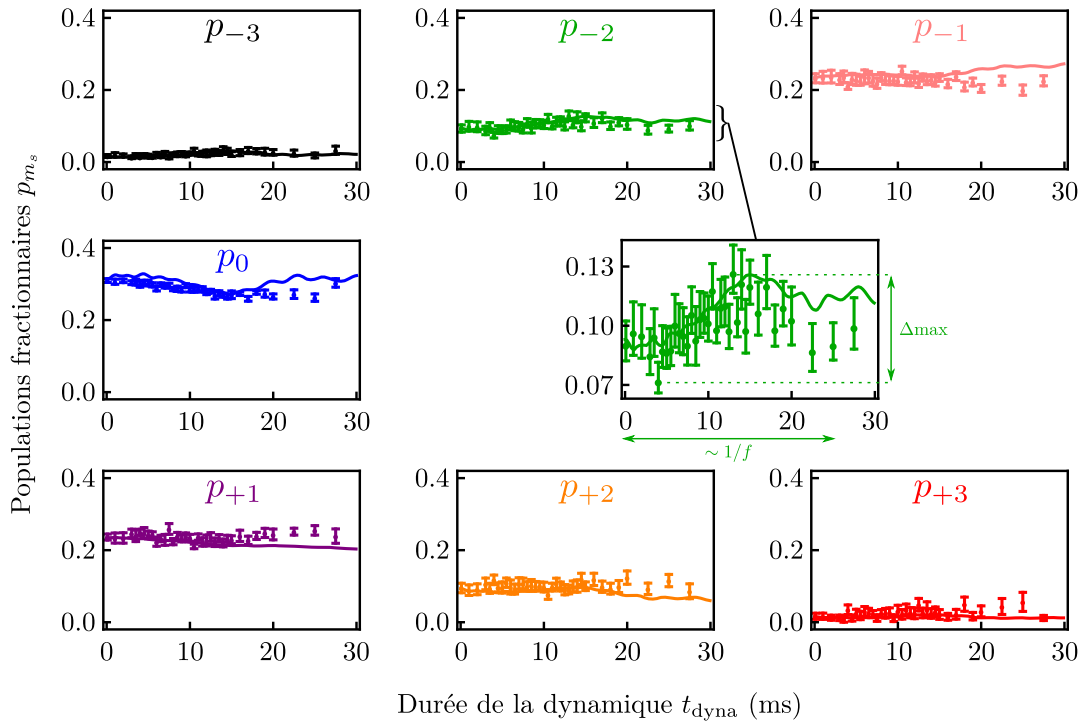 Populations fractionnaires p_{m_s}
0.4
0.2
0.0
p_{−3}
0 10 20 30
0.4
0.2
0.0
p_{−2}
0 10 20 30
0.4
0.2
0.0
p_{−1}
0 10 20 30
0.4
0.2
0.0
p_0
0 10 20 30
0.13
0.10
0.07
Δmax
0 10 20 30
∼ 1/f
0.4
0.2
0.0
p_{+1}
0 10 20 30
0.4
0.2
0.0
p_{+2}
0 10 20 30
0.4
0.2
0.0
p_{+3}
0 10 20 30
Durée de la dynamique t_{dyna} (ms)